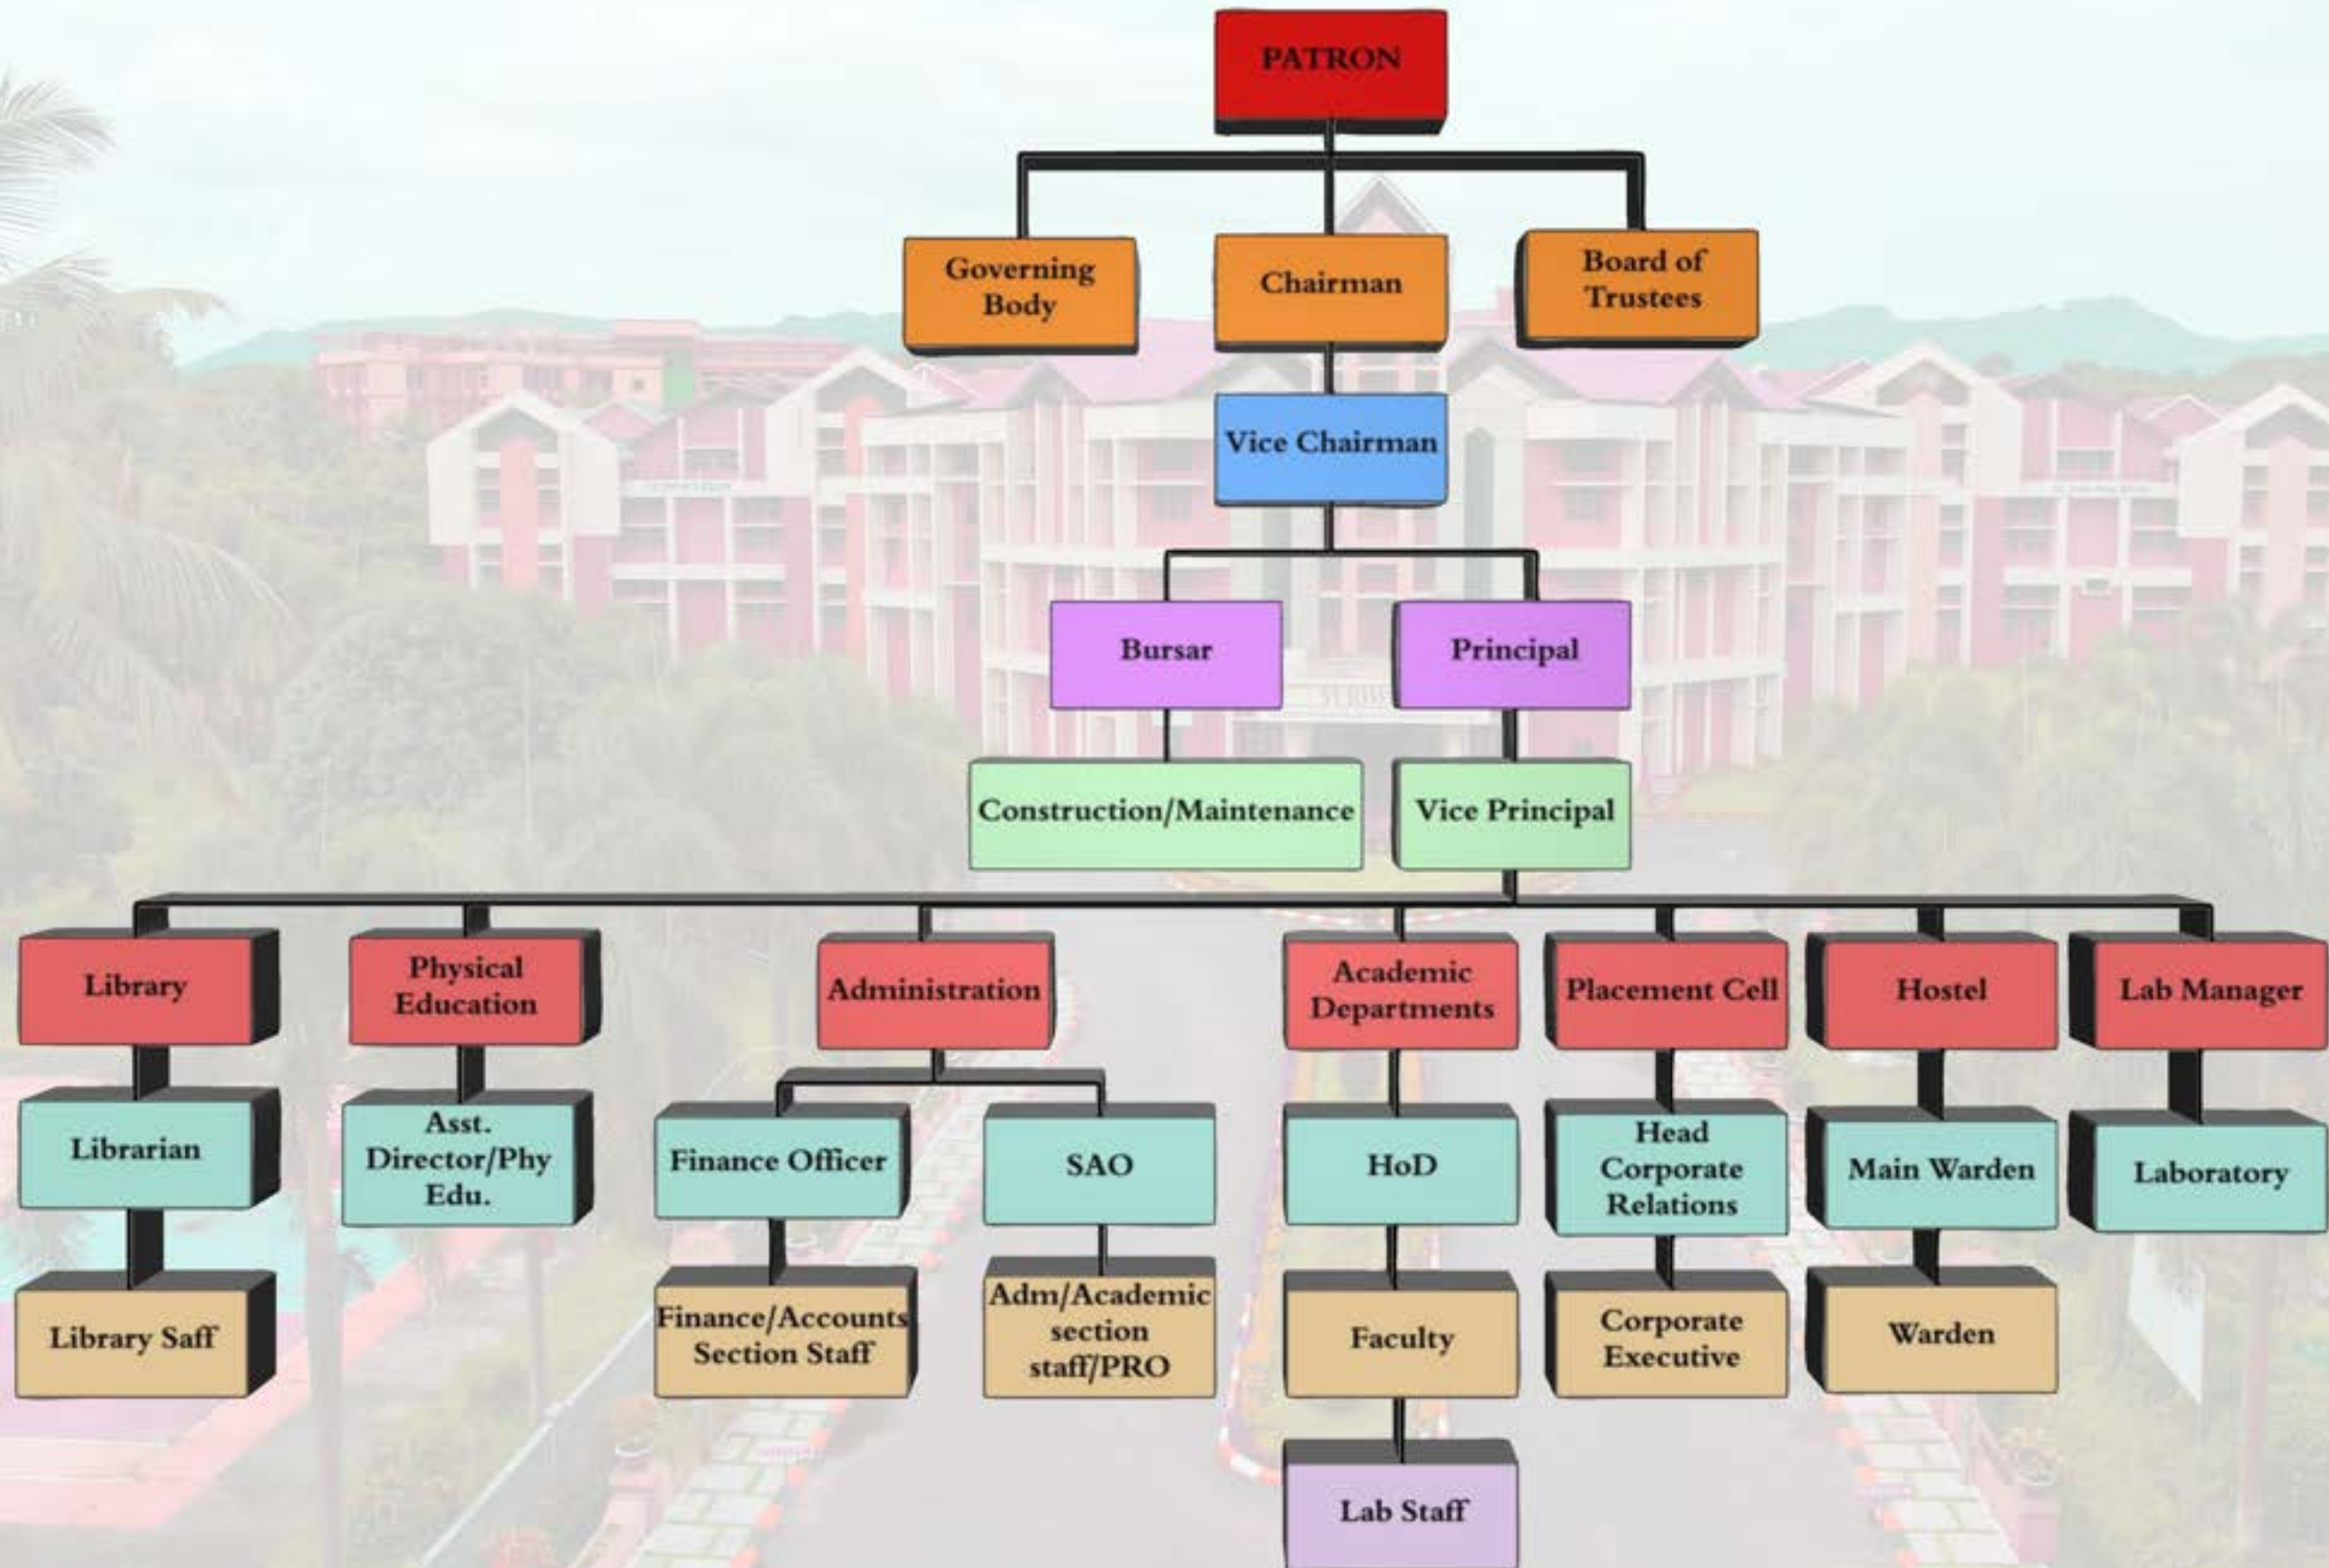 PATRON
Governing
Body
Chairman
Board of
Trustees
Vice Chairman
Bursar
Principal
Construction/Maintenance
Vice Principal
Library
Physical
Education
Administration
Academic
Departments
Placement Cell
Hostel
Lab Manager
Librarian
Asst.
Director/Phy
Edu.
Finance Officer
SAO
HoD
Head
Corporate
Relations
Main Warden
Laboratory
Library Saff
Finance/Accounts
Section Staff
Adm/Academic
section
staff/PRO
Faculty
Corporate
Executive
Warden
Lab Staff